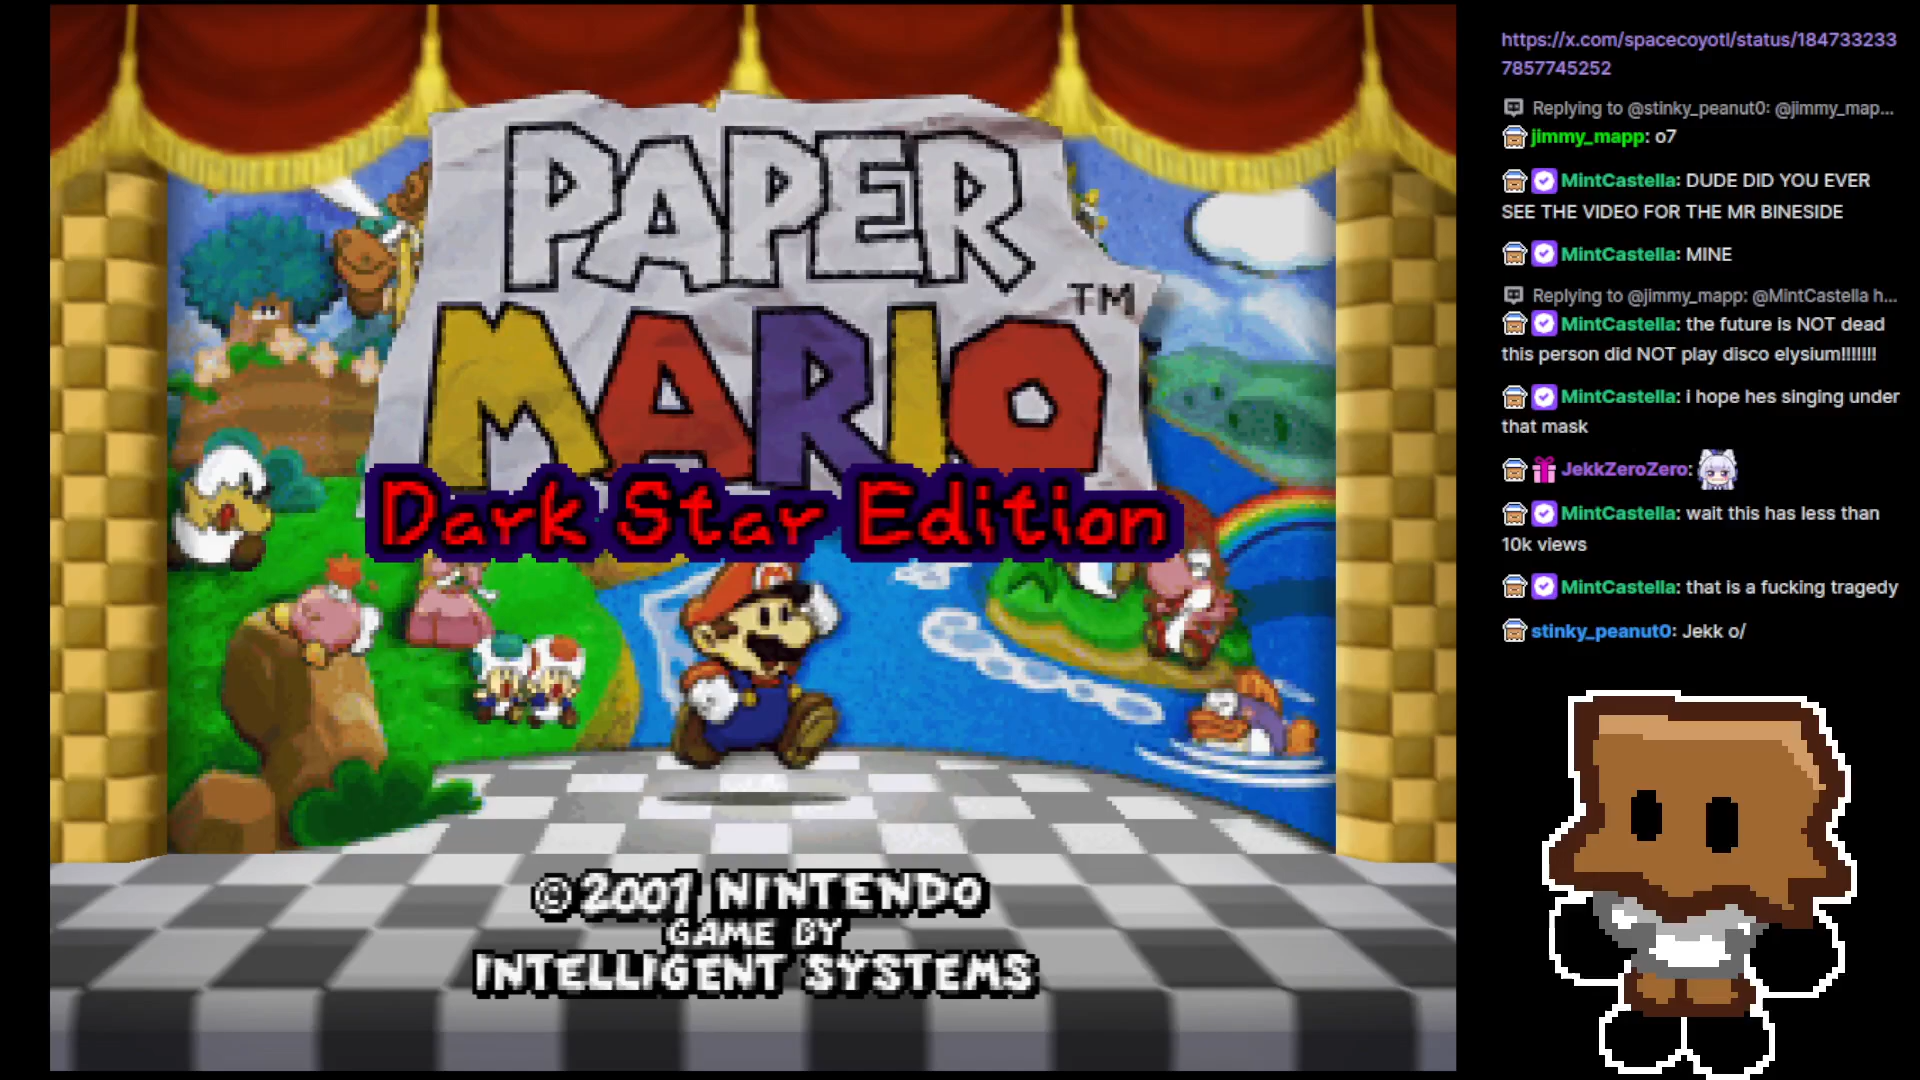 PAPER
MARIO
TM
Dark Star Edition
© 2001 NINTENDO
GAME BY
INTELLIGENT SYSTEMS
https://x.com/spacecoyotl/status/184733233
7857745252
Replying to @stinky_peanut0: @jimmy_map...
jimmy_mapp: o7
MintCastella: DUDE DID YOU EVER
SEE THE VIDEO FOR THE MR BINESIDE
MintCastella: MINE
Replying to @jimmy_mapp: @MintCastella h...
MintCastella: the future is NOT dead
this person did NOT play disco elysium!!!!!!!
MintCastella: i hope hes singing under
that mask
JekkZeroZero:
MintCastella: wait this has less than
10k views
MintCastella: that is a fucking tragedy
stinky_peanut0: Jekk o/